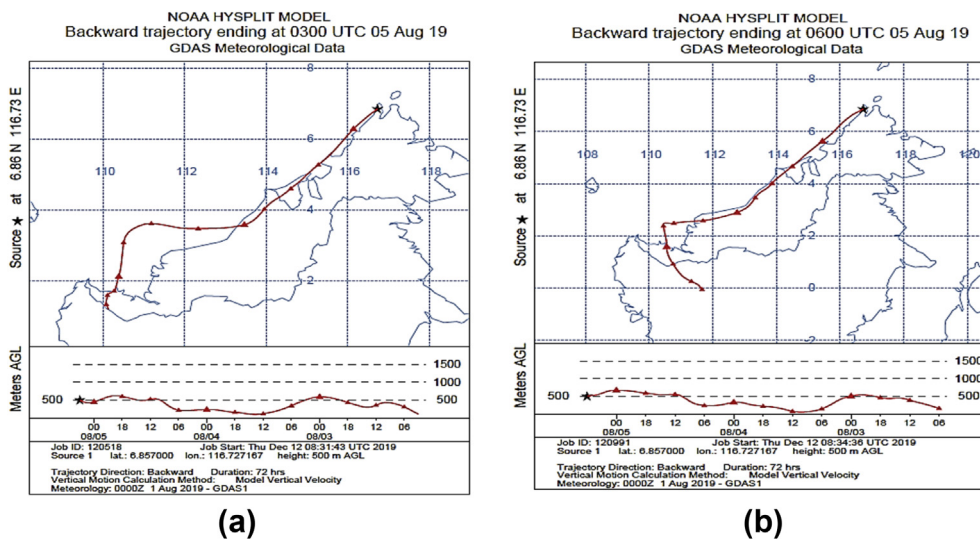 NOAA HYSPLIT MODEL
Backward trajectory ending at 0300 UTC 05 Aug 19
GDAS Meteorological Data
Source ★ at 6.86 N 116.73 E
8
6
110 112 114 116 118
4
2
Meters AGL
1500
1000
500 500
00 18 12 06 00 18 12 06 00 18 12 06
08/05 08/04 08/03
Job ID: 120518 Job Start: Thu Dec 12 08:31:43 UTC 2019
Source 1 lat.: 6.857000 lon.: 116.727167 height: 500 m AGL
Trajectory Direction: Backward Duration: 72 hrs
Vertical Motion Calculation Method: Model Vertical Velocity
Meteorology: 0000Z 1 Aug 2019 - GDAS1
(a)
NOAA HYSPLIT MODEL
Backward trajectory ending at 0600 UTC 05 Aug 19
GDAS Meteorological Data
Source ★ at 6.86 N 116.73 E
8
6
108 110 112 114 116 118 120
4
2
0
-2
Meters AGL
1500
1000
500 500
00 18 12 06 00 18 12 06 00 18 12 06
08/05 08/04 08/03
Job ID: 120991 Job Start: Thu Dec 12 08:34:36 UTC 2019
Source 1 lat.: 6.857000 lon.: 116.727167 height: 500 m AGL
Trajectory Direction: Backward Duration: 72 hrs
Vertical Motion Calculation Method: Model Vertical Velocity
Meteorology: 0000Z 1 Aug 2019 - GDAS1
(b)